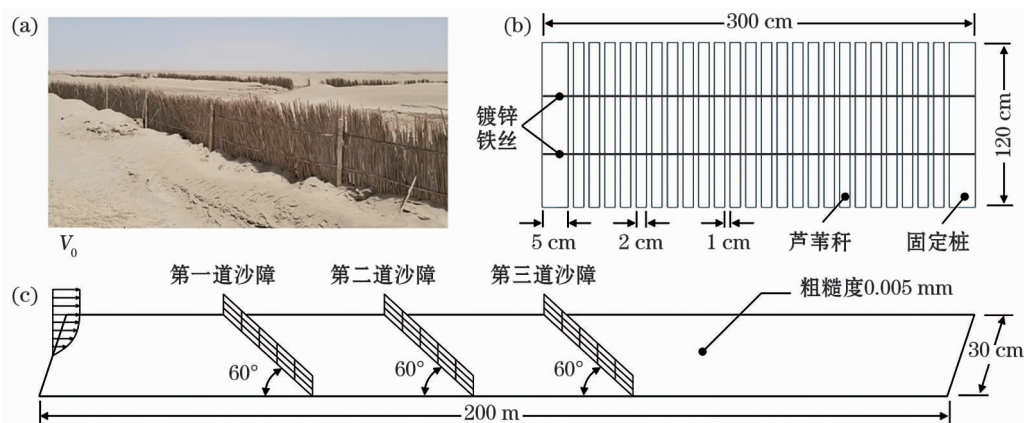 (a)
(b)
300 cm
镀锌
铁丝
120 cm
5 cm
2 cm
1 cm
芦苇秆
固定桩
V0
(c)
第一道沙障
第二道沙障
第三道沙障
粗糙度0.005 mm
60°
60°
60°
30 cm
200 m